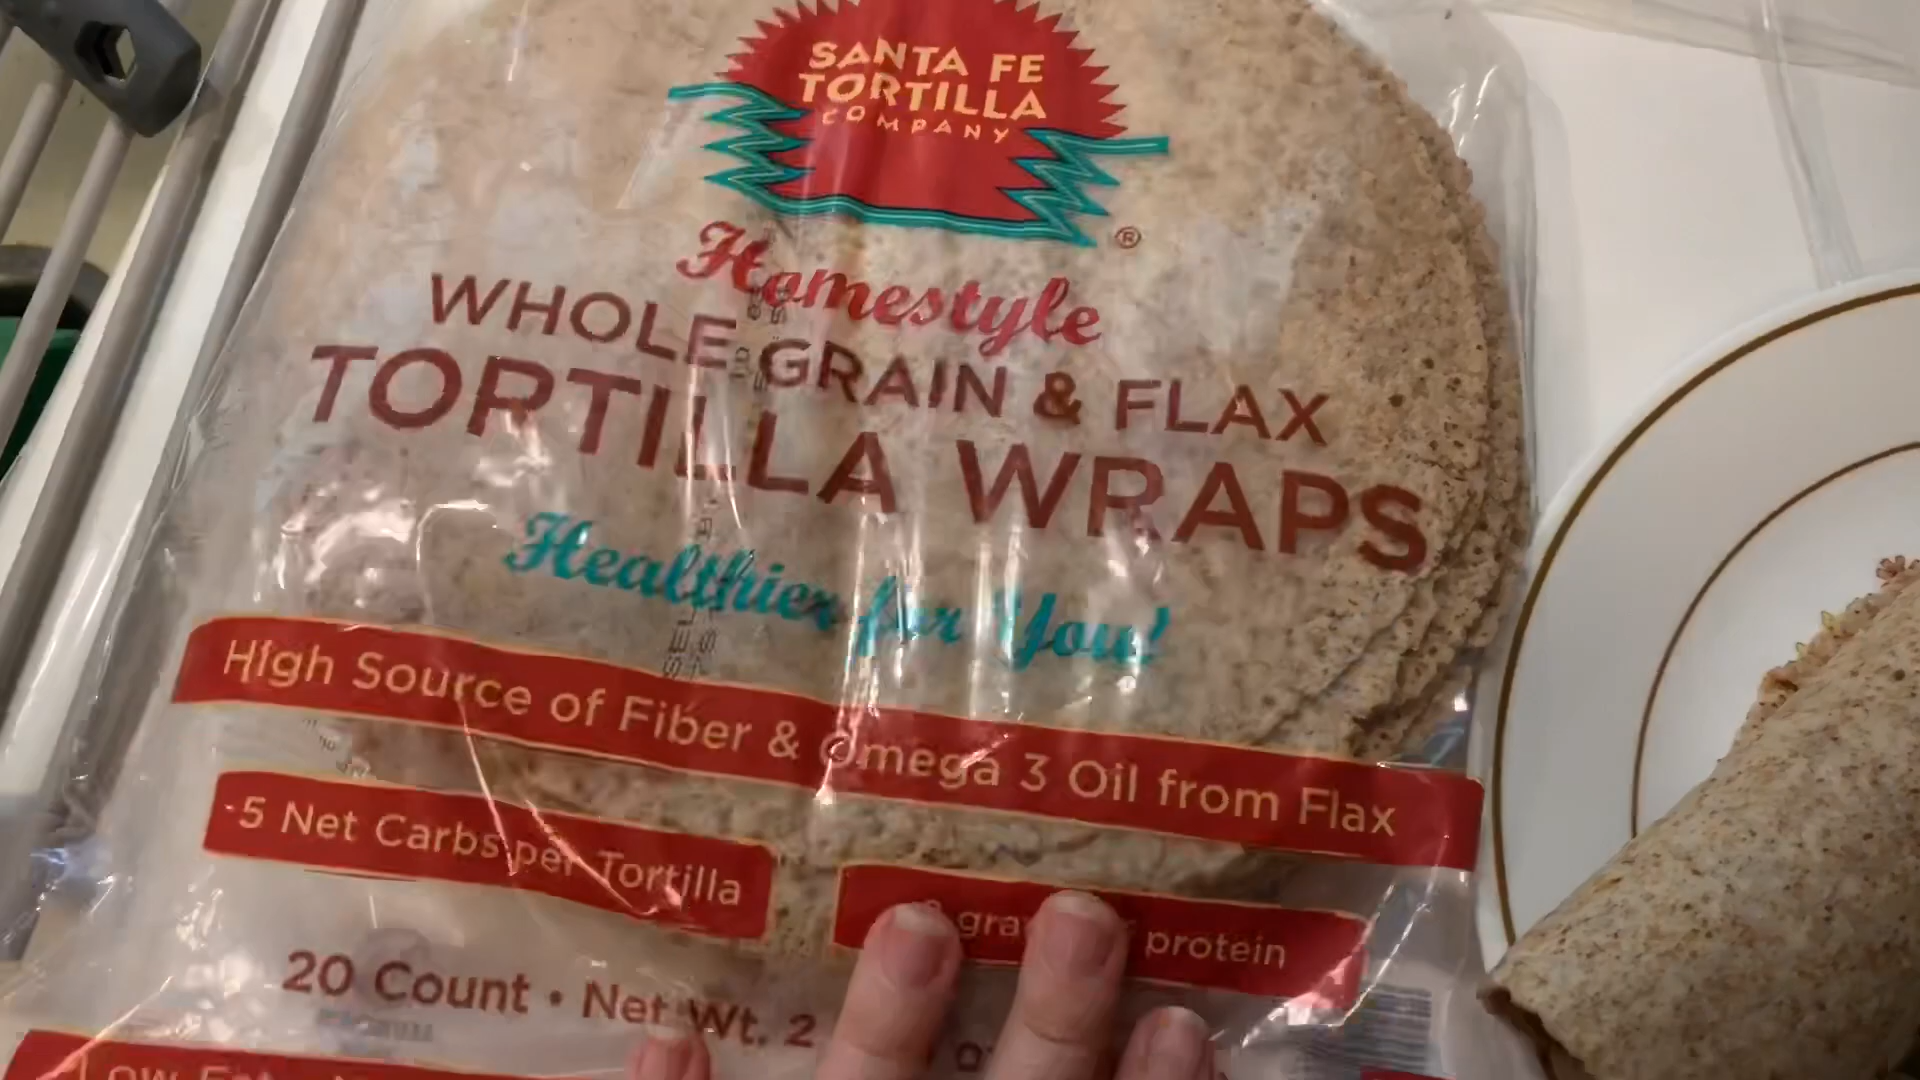 SANTA FE
TORTILLA
COMPANY
®
Homestyle
WHOLE GRAIN & FLAX
TORTILLA WRAPS
Healthier for You!
High Source of Fiber & Omega 3 Oil from Flax
5 Net Carbs per Tortilla
protein
20 Count • Net Wt. 2